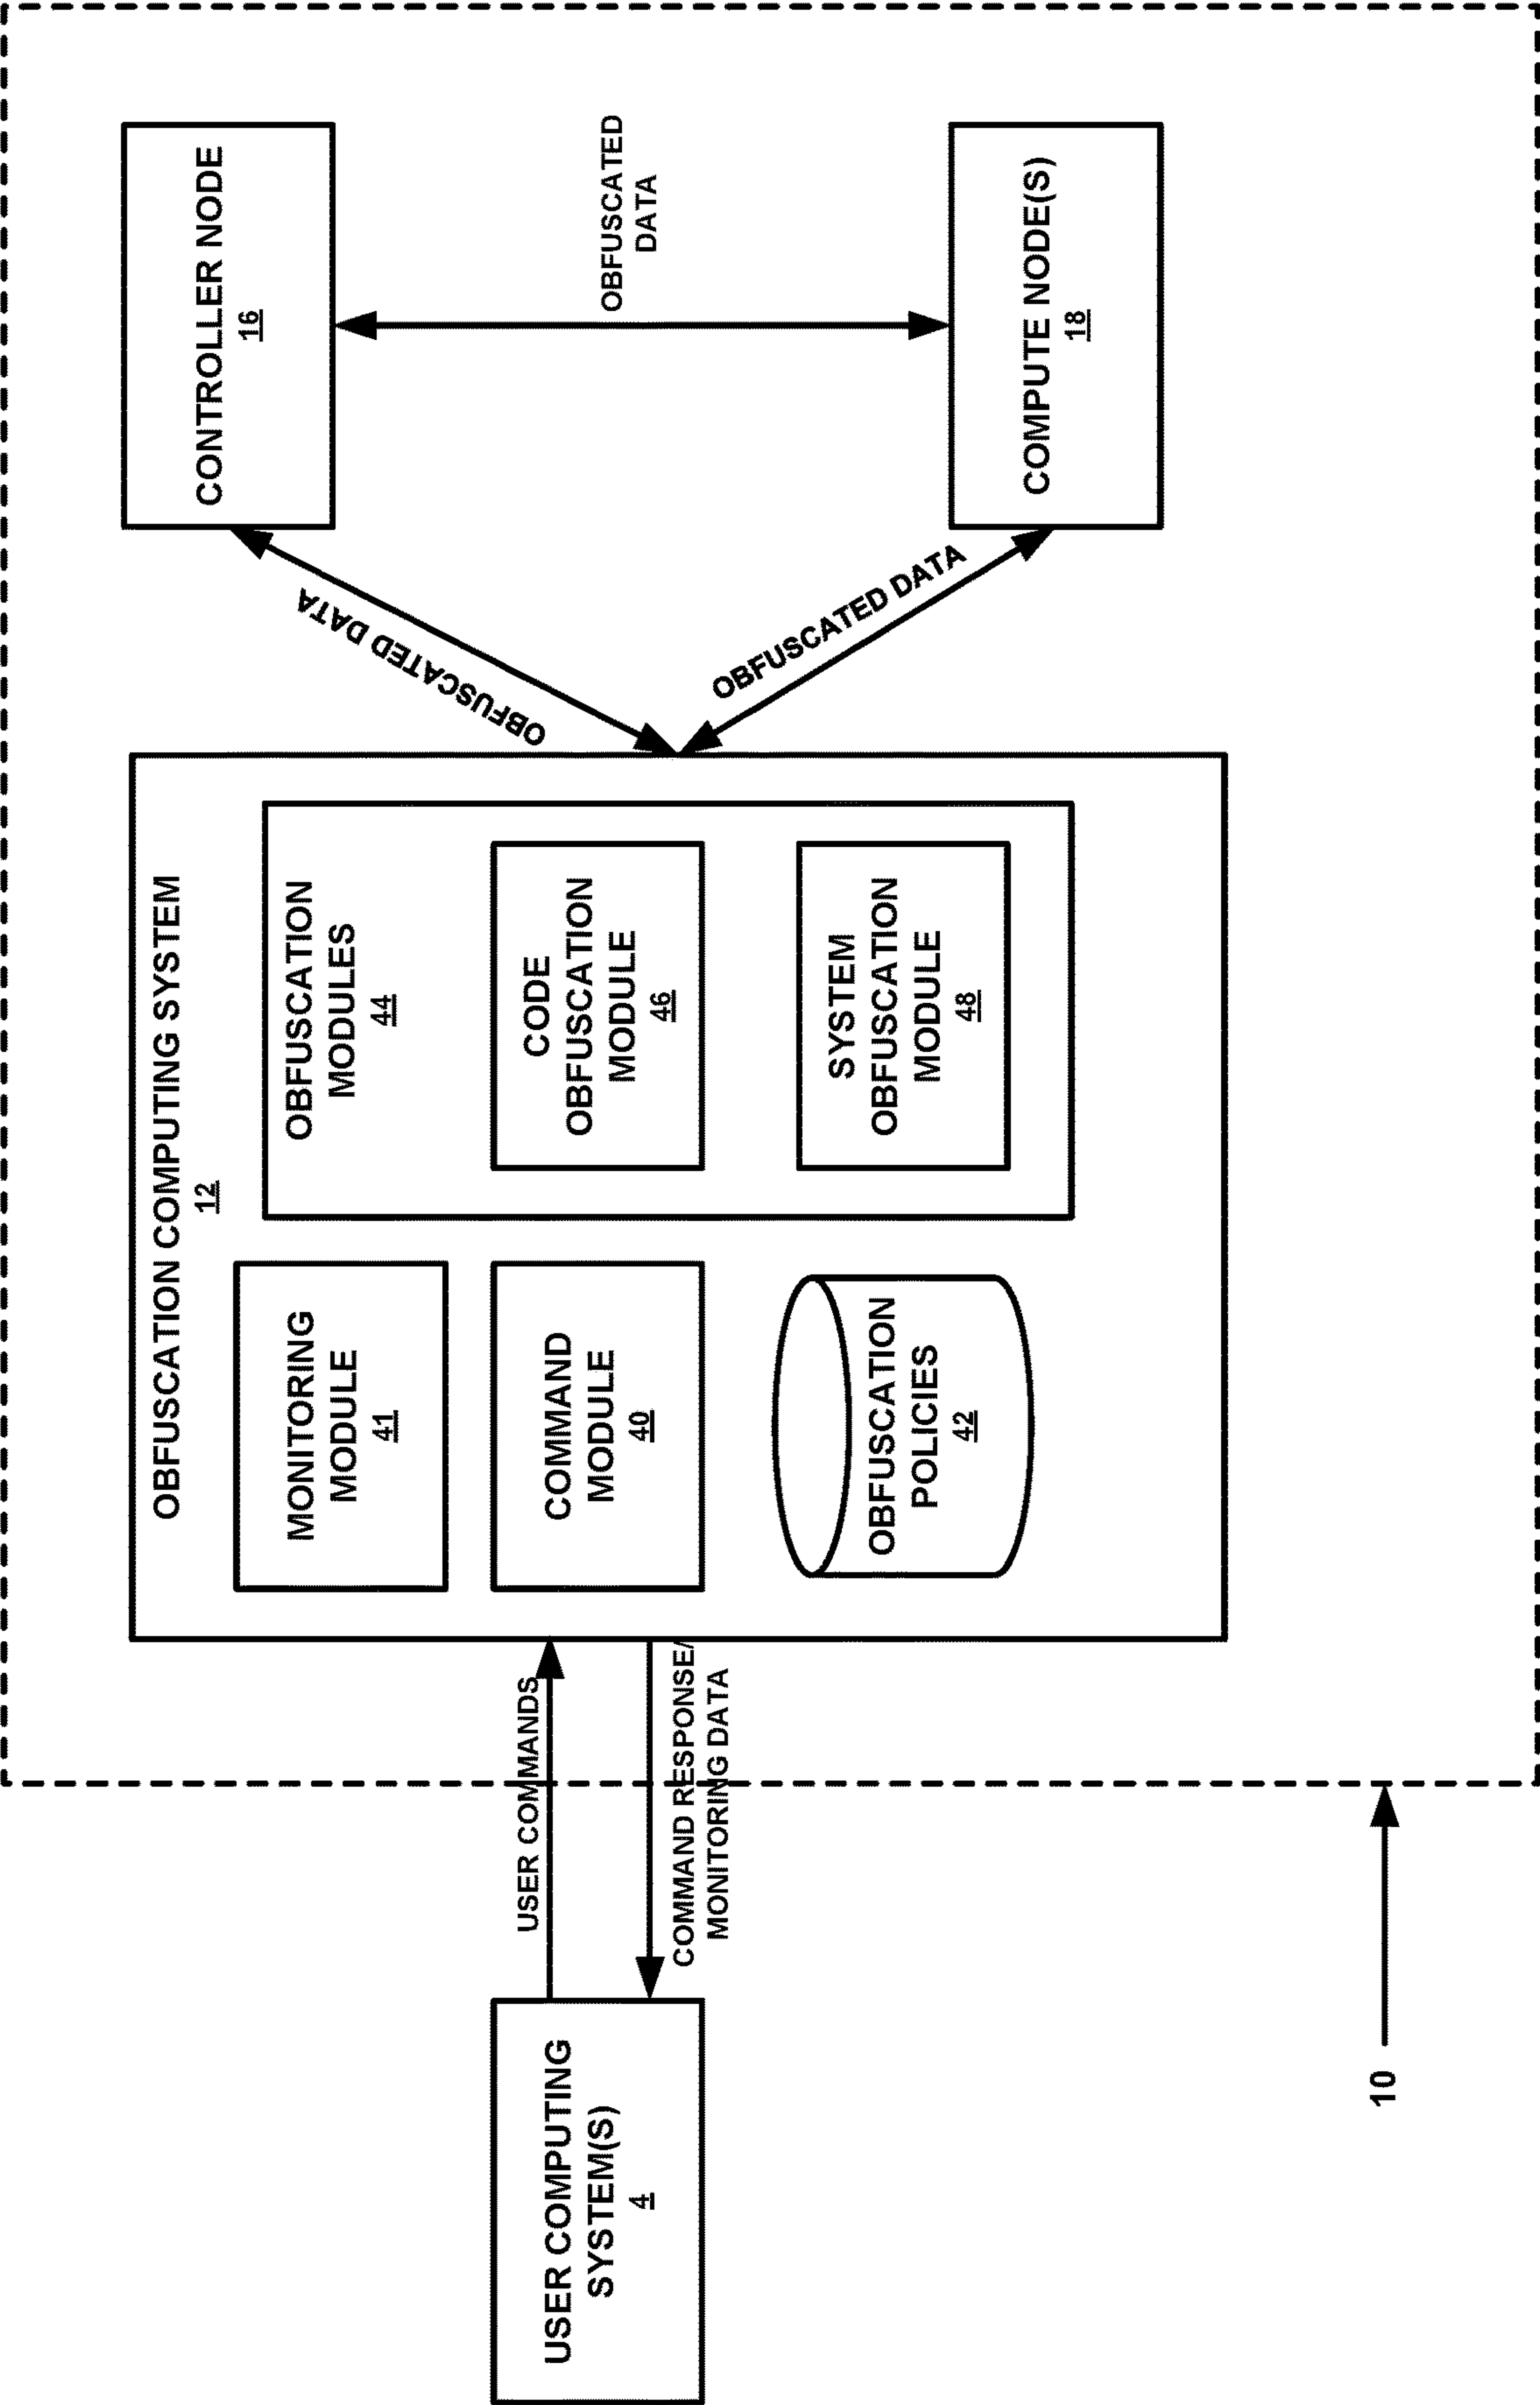 USER COMPUTING
SYSTEM(S)
4
USER COMMANDS
COMMAND RESPONSE/
MONITORING DATA
10
OBFUSCATION COMPUTING SYSTEM
12
MONITORING
MODULE
41
COMMAND
MODULE
40
OBFUSCATION
POLICIES
42
OBFUSCATION
MODULES
44
CODE
OBFUSCATION
MODULE
46
SYSTEM
OBFUSCATION
MODULE
48
OBFUSCATED DATA
OBFUSCATED DATA
CONTROLLER NODE
16
OBFUSCATED
DATA
COMPUTE NODE(S)
18